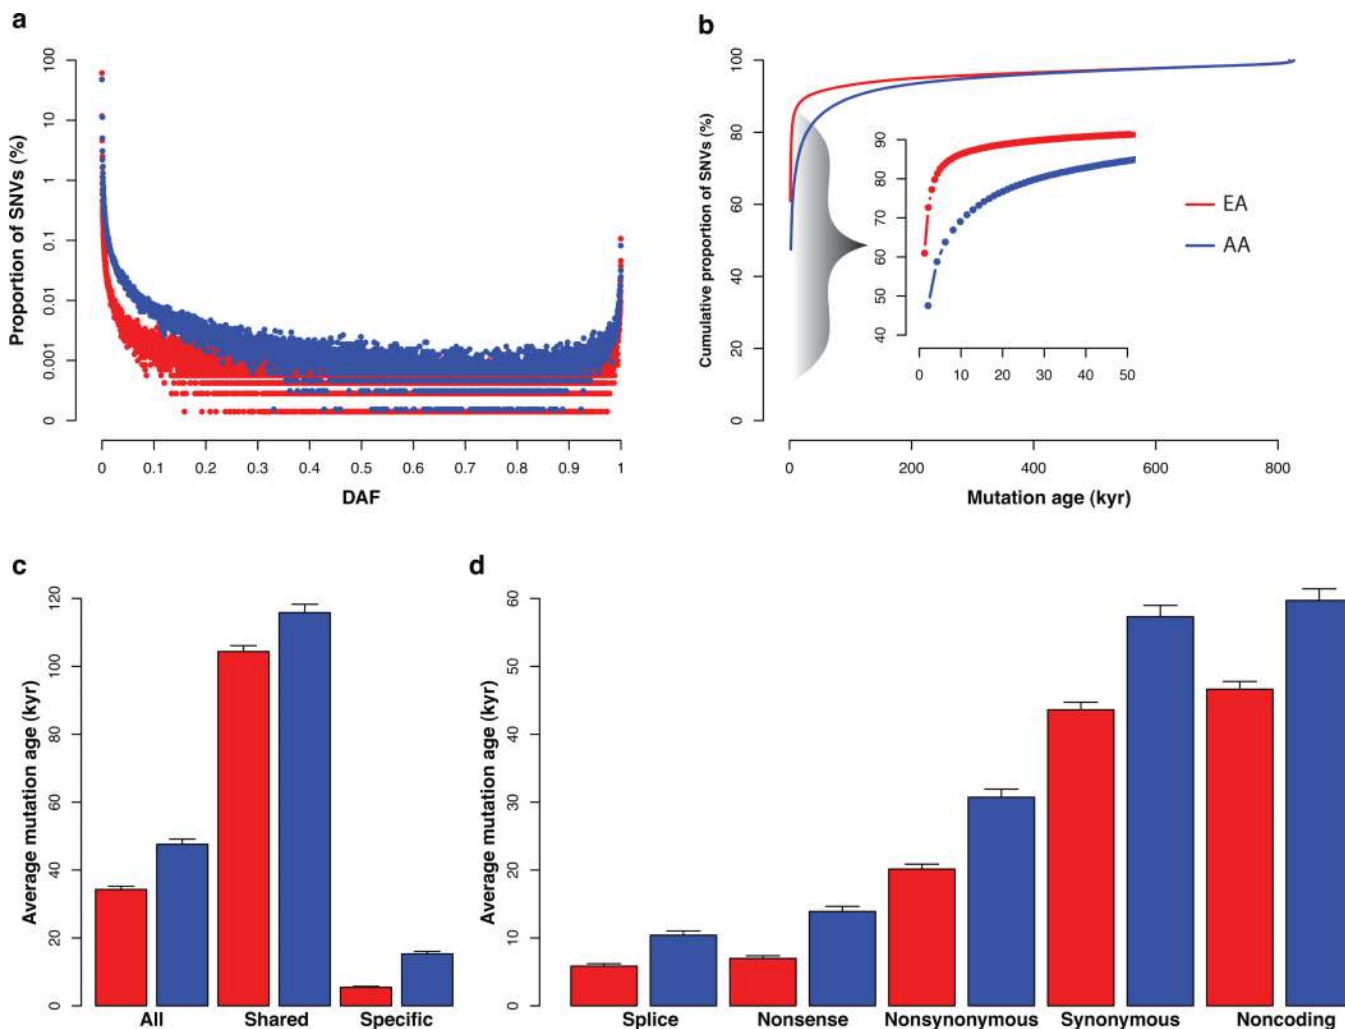 a
Proportion of SNVs (%)
100
10
1
0.1
0.01
0.001
0
0 0.1 0.2 0.3 0.4 0.5 0.6 0.7 0.8 0.9 1
DAF
b
Cumulative proportion of SNVs (%)
100
80
60
40
20
0
0 200 400 600 800
Mutation age (kyr)
90
80
70
60
50
40
0 10 20 30 40 50
EA
AA
c
Average mutation age (kyr)
120
100
80
60
40
20
0
All Shared Specific
d
Average mutation age (kyr)
60
50
40
30
20
10
0
Splice Nonsense Nonsynonymous Synonymous Noncoding